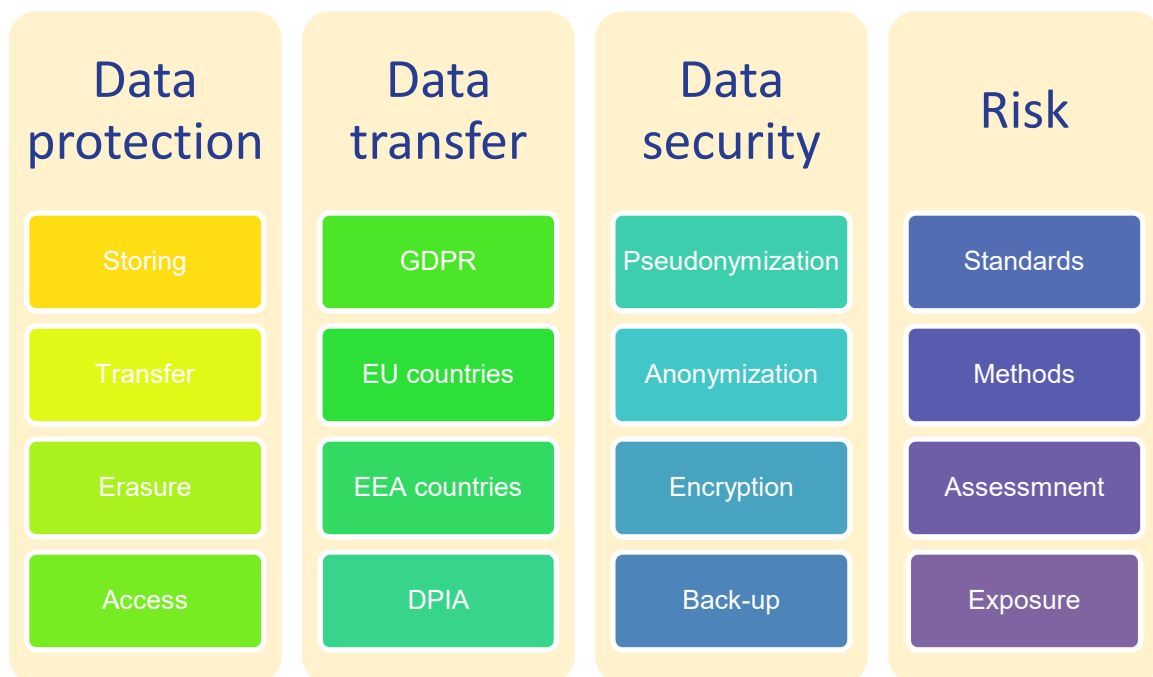 Data
protection
Storing
Transfer
Erasure
Access
Data
transfer
GDPR
EU countries
EEA countries
DPIA
Data
security
Pseudonymization
Anonymization
Encryption
Back-up
Risk
Standards
Methods
Assessmnent
Exposure